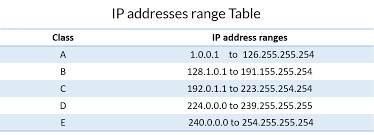 IP addresses range Table
Class IP address ranges
A 1.0.0.1 to 126.255.255.254
B 128.1.0.1 to 191.155.255.254
C 192.0.1.1 to 223.255.254.254
D 224.0.0.0 to 239.255.255.255
E 240.0.0.0 to 254.255.255.254